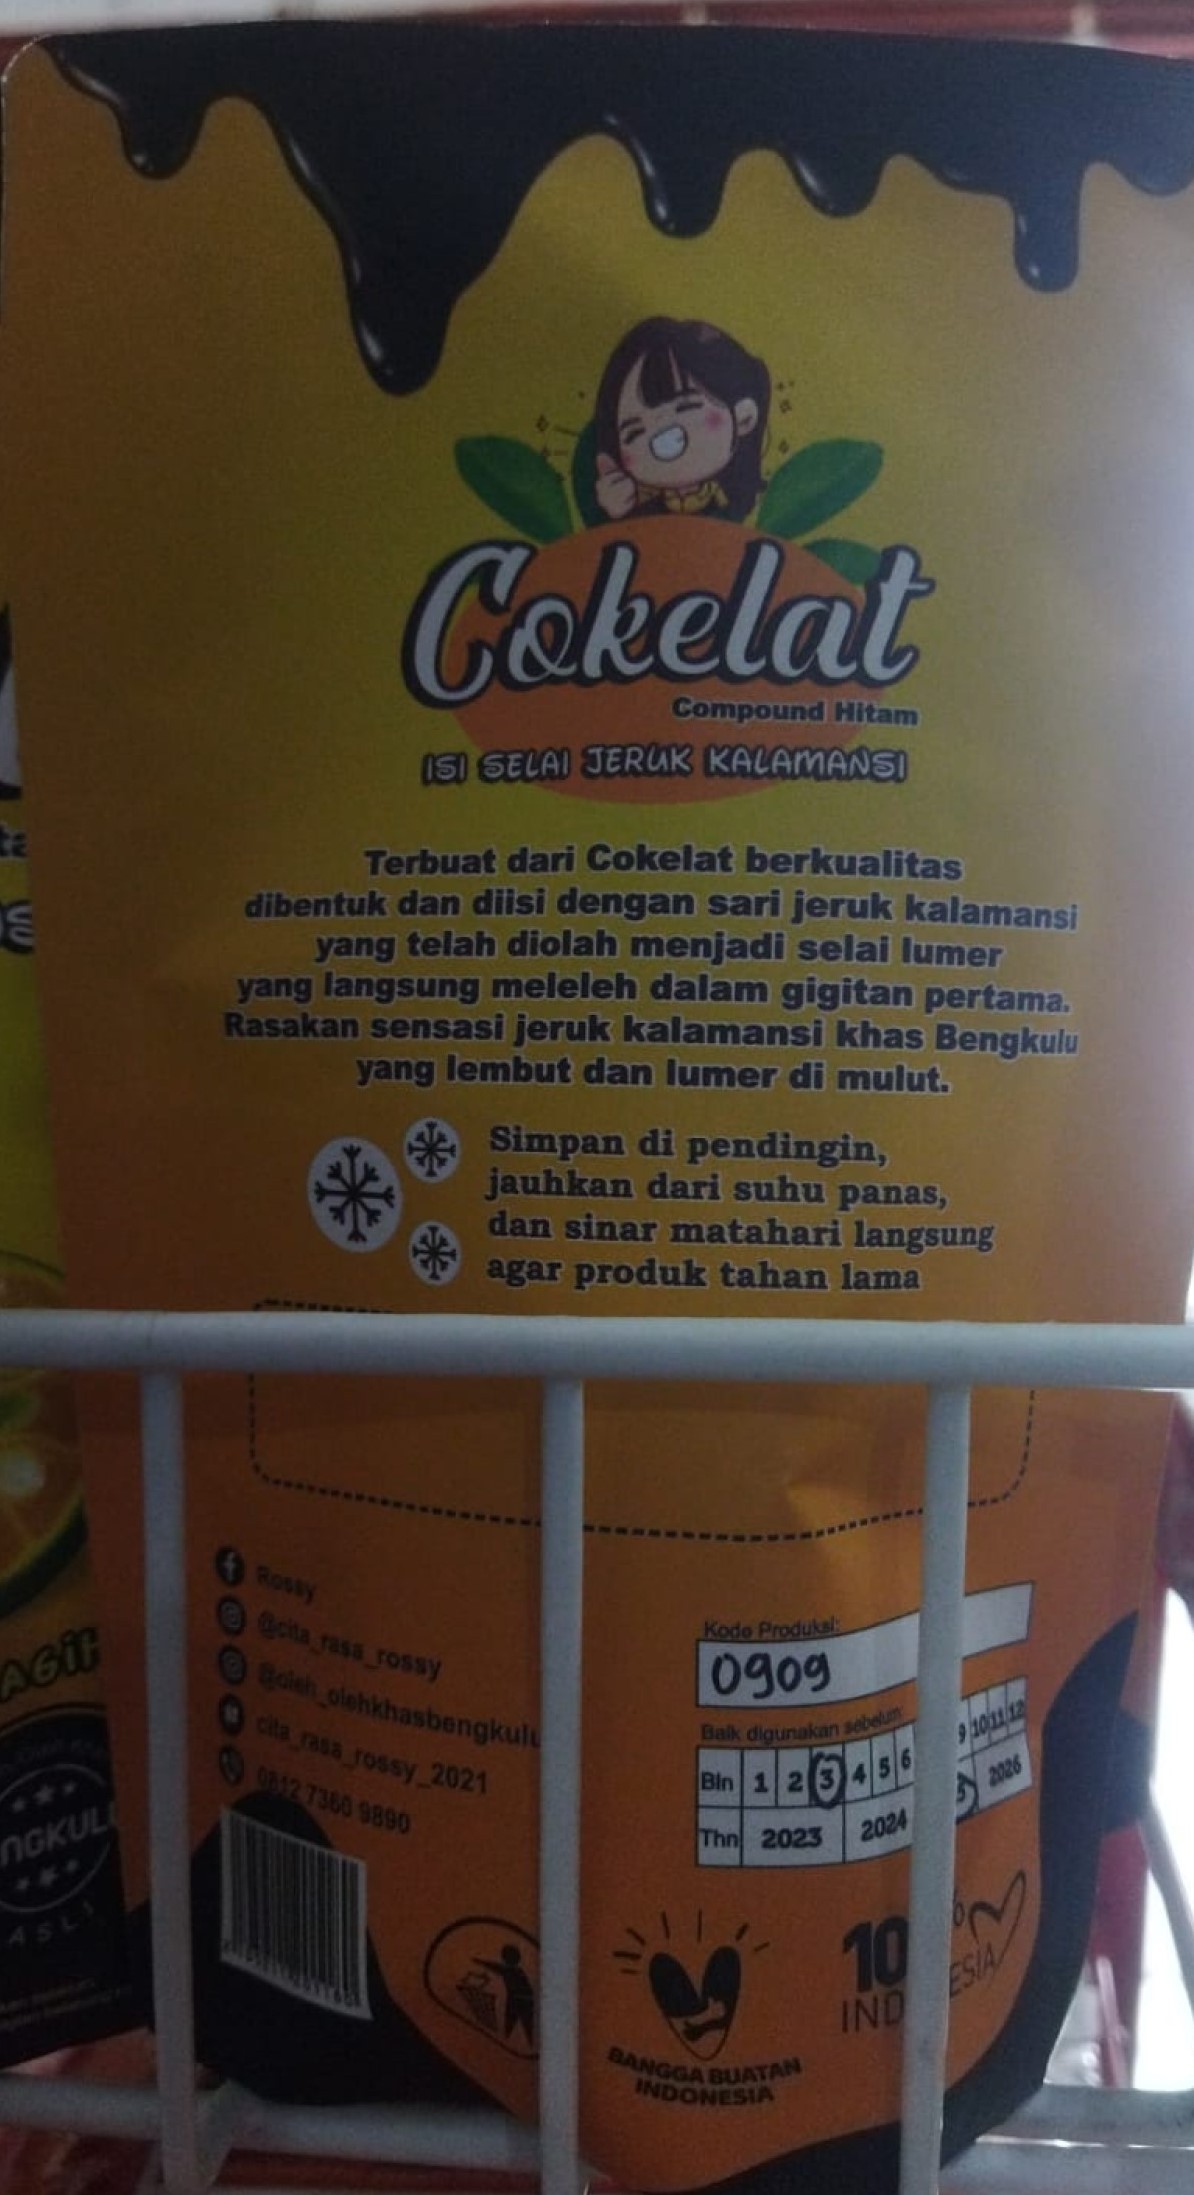 Cokelat
Compound Hitam
ISI SELAI JERUK KALAMANSI
Terbuat dari Cokelat berkualitas
dibentuk dan diisi dengan sari jeruk kalamansi
yang telah diolah menjadi selai lumer
yang langsung meleleh dalam gigitan pertama.
Rasakan sensasi jeruk kalamansi khas Bengkulu
yang lembut dan lumer di mulut.
Simpan di pendingin,
jauhkan dari suhu panas,
dan sinar matahari langsung
agar produk tahan lama
Rossy
@cita_rasa_rossy
@oleh_olehkhasbengkulu
cita_rasa_rossy_2021
0812 7360 9890
Kode Produksi:
0909
Baik digunakan sebelum:
Bln 1 2 3 4 5 6 9 10 11 12
Thn 2023 2024 2026
BANGGA BUATAN
INDONESIA